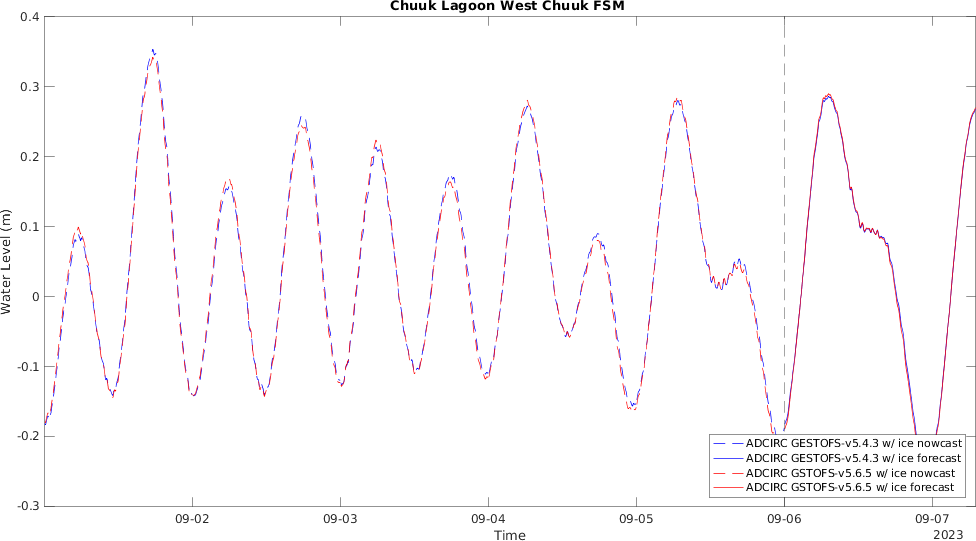 Chuuk Lagoon West Chuuk FSM
0.4
0.3
0.2
0.1
0
-0.1
-0.2
-0.3
Water Level (m)
ADCIRC GESTOFS-v5.4.3 w/ ice nowcast
ADCIRC GESTOFS-v5.4.3 w/ ice forecast
ADCIRC GSTOFS-v5.6.5 w/ ice nowcast
ADCIRC GSTOFS-v5.6.5 w/ ice forecast
09-02 09-03 09-04 09-05 09-06 09-07
Time
2023